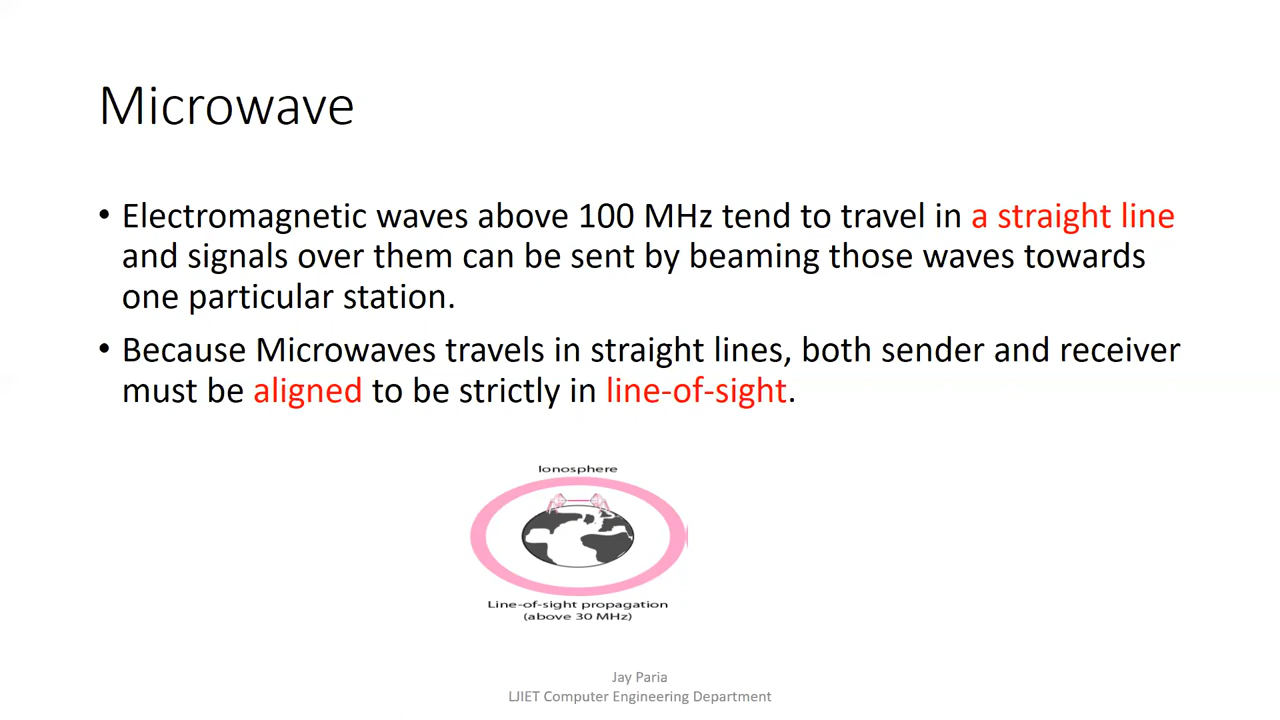 Microwave
• Electromagnetic waves above 100 MHz tend to travel in a straight line
and signals over them can be sent by beaming those waves towards
one particular station.
• Because Microwaves travels in straight lines, both sender and receiver
must be aligned to be strictly in line-of-sight.
Ionosphere
Line-of-sight propagation
(above 30 MHz)
Jay Paria
LJIET Computer Engineering Department